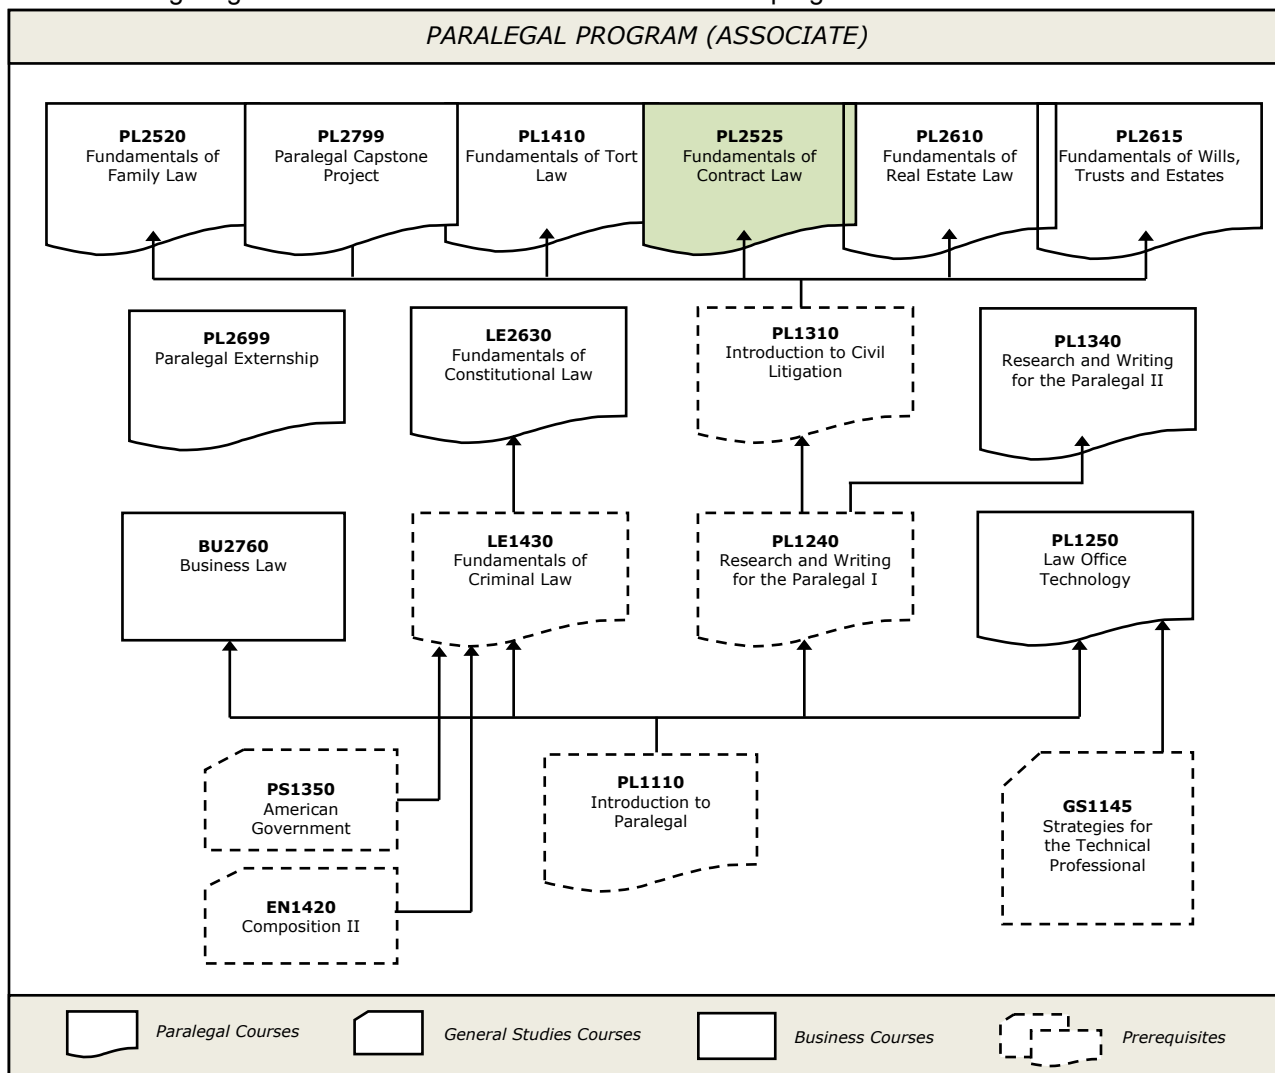 PARALEGAL PROGRAM (ASSOCIATE)
PL2520
Fundamentals of
Family Law
PL2799
Paralegal Capstone
Project
PL1410
Fundamentals of Tort
Law
PL2525
Fundamentals of
Contract Law
PL2610
Fundamentals of
Real Estate Law
PL2615
Fundamentals of Wills,
Trusts and Estates
PL2699
Paralegal Externship
LE2630
Fundamentals of
Constitutional Law
PL1310
Introduction to Civil
Litigation
PL1340
Research and Writing
for the Paralegal II
BU2760
Business Law
LE1430
Fundamentals of
Criminal Law
PL1240
Research and Writing
for the Paralegal I
PL1250
Law Office
Technology
PS1350
American
Government
PL1110
Introduction to
Paralegal
GS1145
Strategies for
the Technical
Professional
EN1420
Composition II
Paralegal Courses
General Studies Courses
Business Courses
Prerequisites